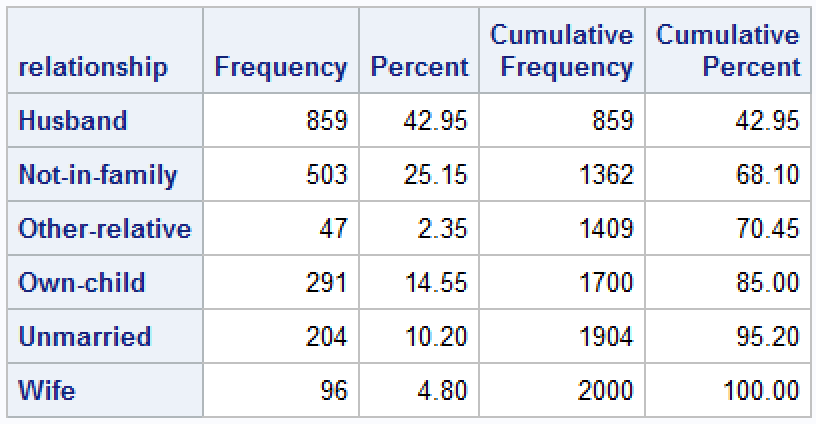 relationship Frequency Percent Cumulative Frequency Cumulative Percent
Husband 859 42.95 859 42.95
Not-in-family 503 25.15 1362 68.10
Other-relative 47 2.35 1409 70.45
Own-child 291 14.55 1700 85.00
Unmarried 204 10.20 1904 95.20
Wife 96 4.80 2000 100.00